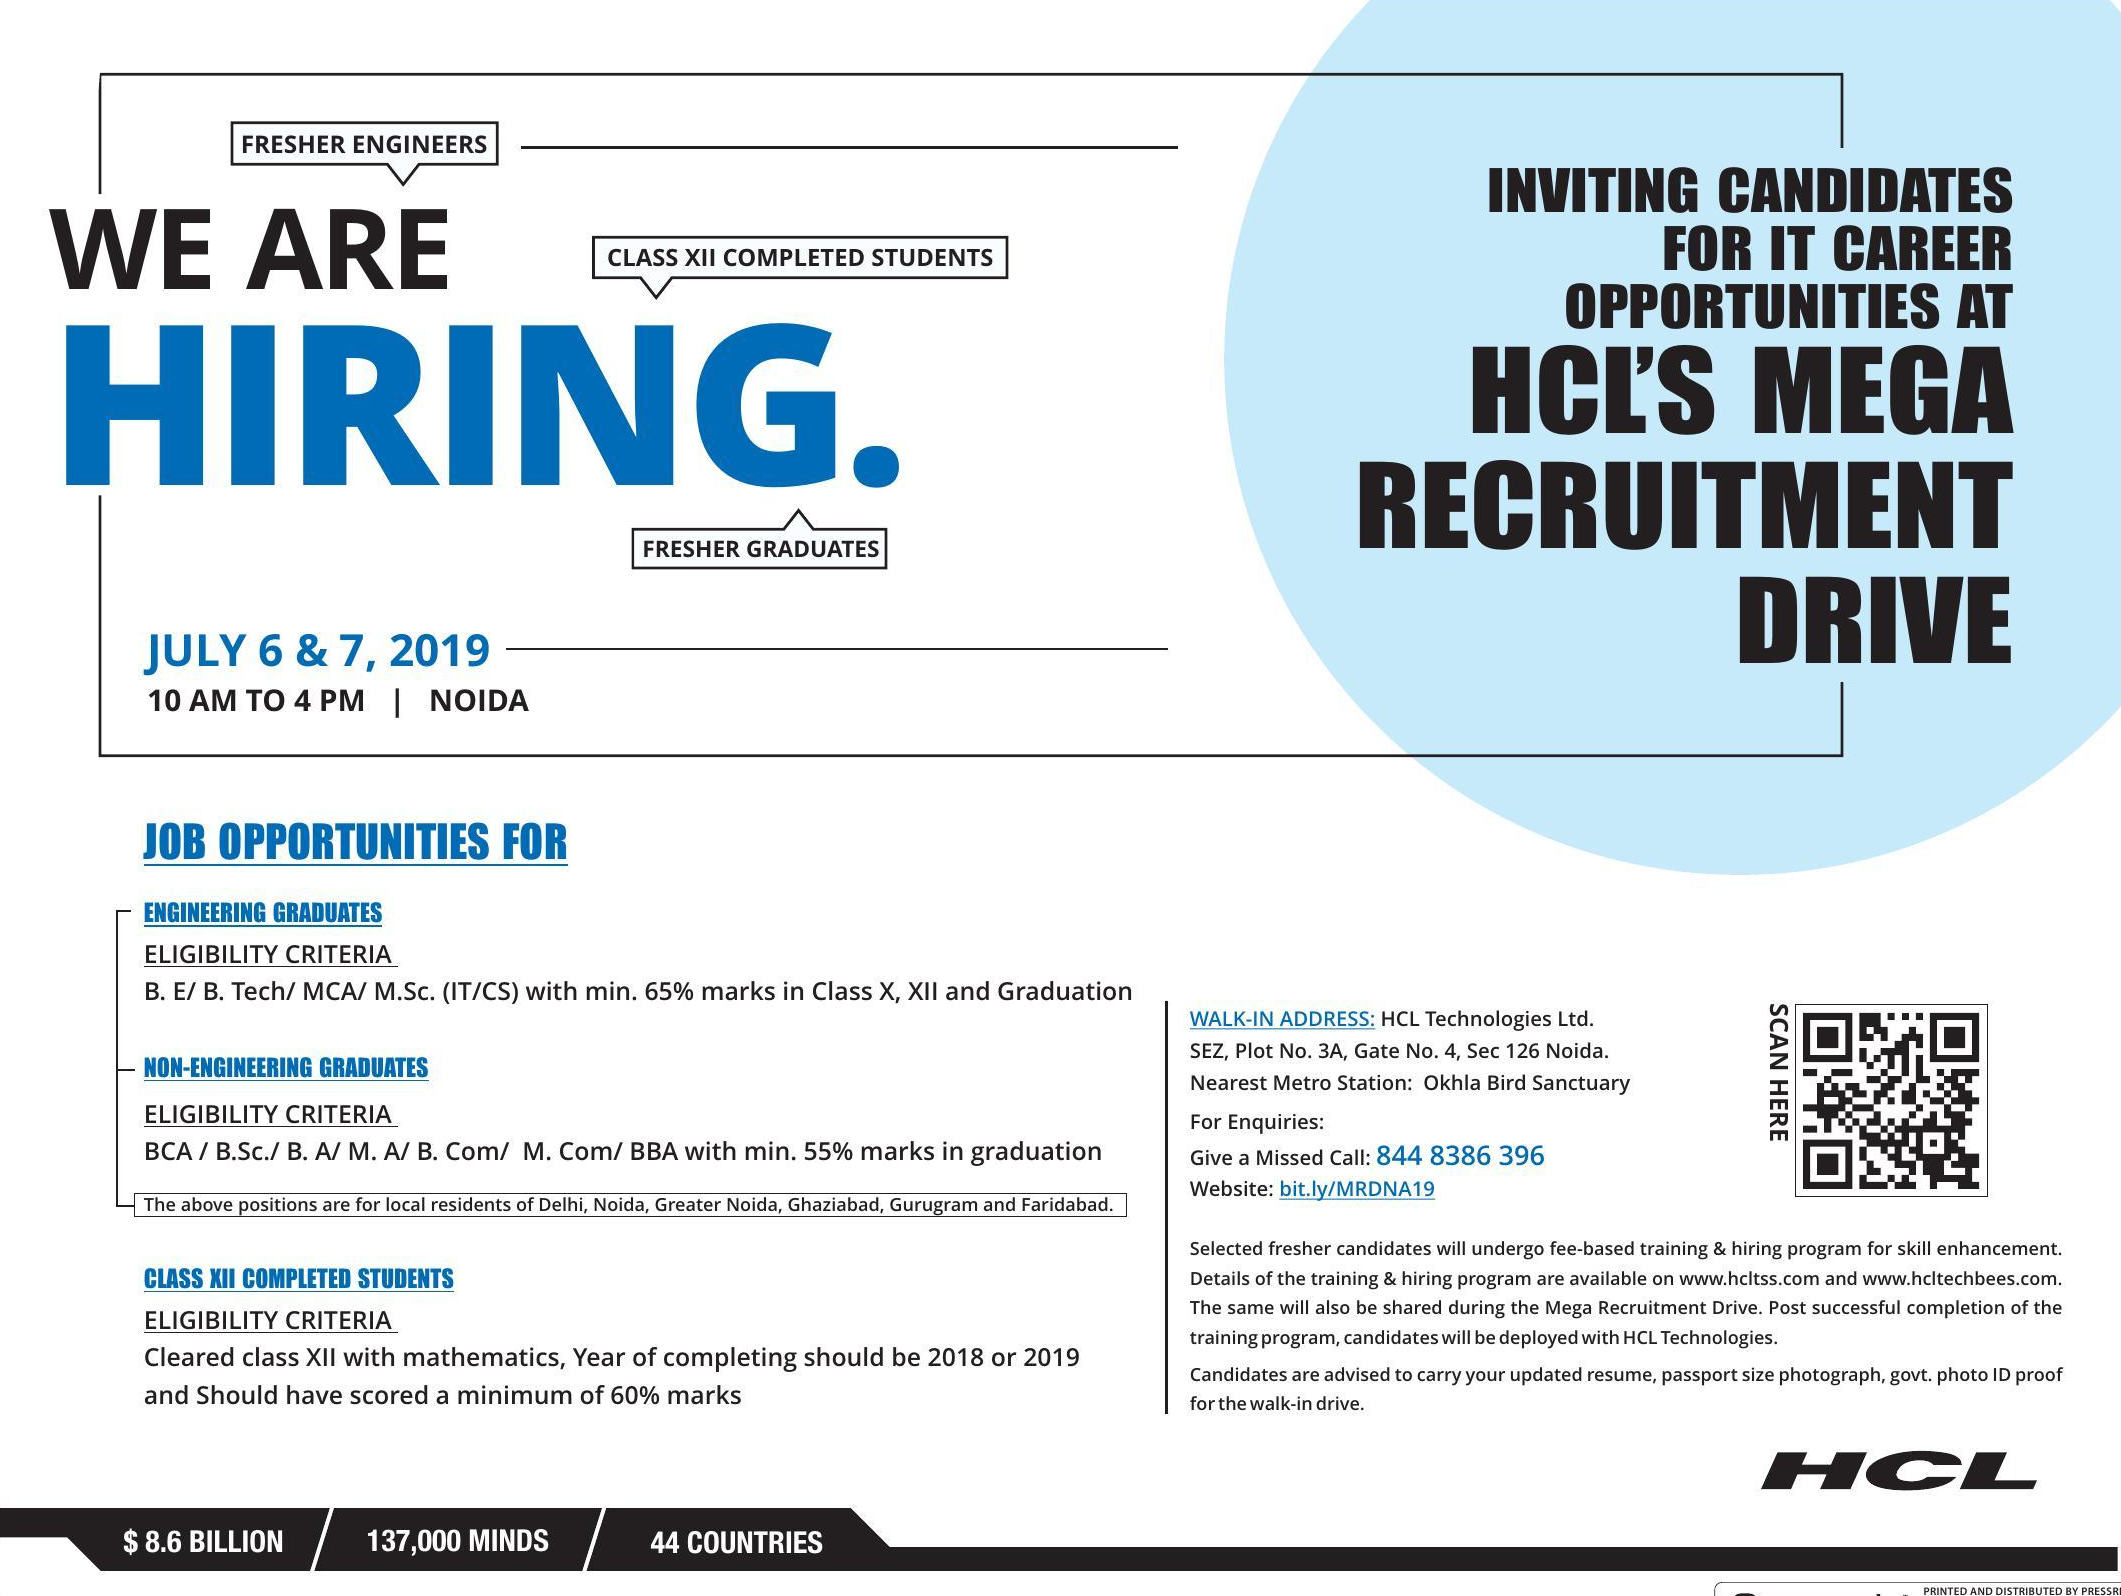 FRESHER ENGINEERS
WE ARE
CLASS XII COMPLETED STUDENTS
HIRING.
FRESHER GRADUATES
JULY 6 & 7, 2019
10 AM TO 4 PM | NOIDA
INVITING CANDIDATES
FOR IT CAREER
OPPORTUNITIES AT
HCL'S MEGA
RECRUITMENT
DRIVE
JOB OPPORTUNITIES FOR
ENGINEERING GRADUATES
ELIGIBILITY CRITERIA
B. E/ B. Tech/ MCA/ M.Sc. (IT/CS) with min. 65% marks in Class X, XII and Graduation
NON-ENGINEERING GRADUATES
ELIGIBILITY CRITERIA
BCA / B.Sc./ B. A/ M. A/ B. Com/ M. Com/ BBA with min. 55% marks in graduation
The above positions are for local residents of Delhi, Noida, Greater Noida, Ghaziabad, Gurugram and Faridabad.
CLASS XII COMPLETED STUDENTS
ELIGIBILITY CRITERIA
Cleared class XII with mathematics, Year of completing should be 2018 or 2019
and Should have scored a minimum of 60% marks
WALK-IN ADDRESS: HCL Technologies Ltd.
SEZ, Plot No. 3A, Gate No. 4, Sec 126 Noida.
Nearest Metro Station: Okhla Bird Sanctuary
For Enquiries:
Give a Missed Call: 844 8386 396
Website: bit.ly/MRDNA19
SCAN HERE
Selected fresher candidates will undergo fee-based training & hiring program for skill enhancement.
Details of the training & hiring program are available on www.hcltss.com and www.hcltechbees.com.
The same will also be shared during the Mega Recruitment Drive. Post successful completion of the
training program, candidates will be deployed with HCL Technologies.
Candidates are advised to carry your updated resume, passport size photograph, govt. photo ID proof
for the walk-in drive.
HCL
$ 8.6 BILLION
137,000 MINDS
44 COUNTRIES
PRINTED AND DISTRIBUTED BY